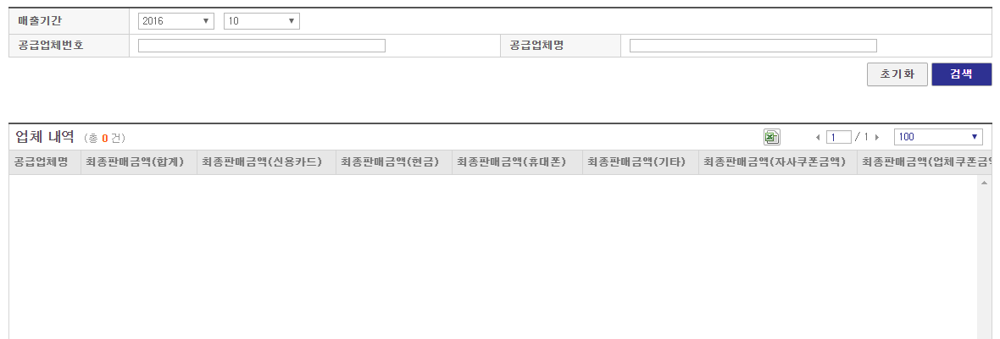 매출기간 2016 10
공급업체번호 공급업체명
초기화 검색
업체 내역 (총 0 건) 1 / 1 100
공급업체명 최종판매금액(합계) 최종판매금액(신용카드) 최종판매금액(현금) 최종판매금액(휴대폰) 최종판매금액(기타) 최종판매금액(자사쿠폰금액) 최종판매금액(업체쿠폰금액